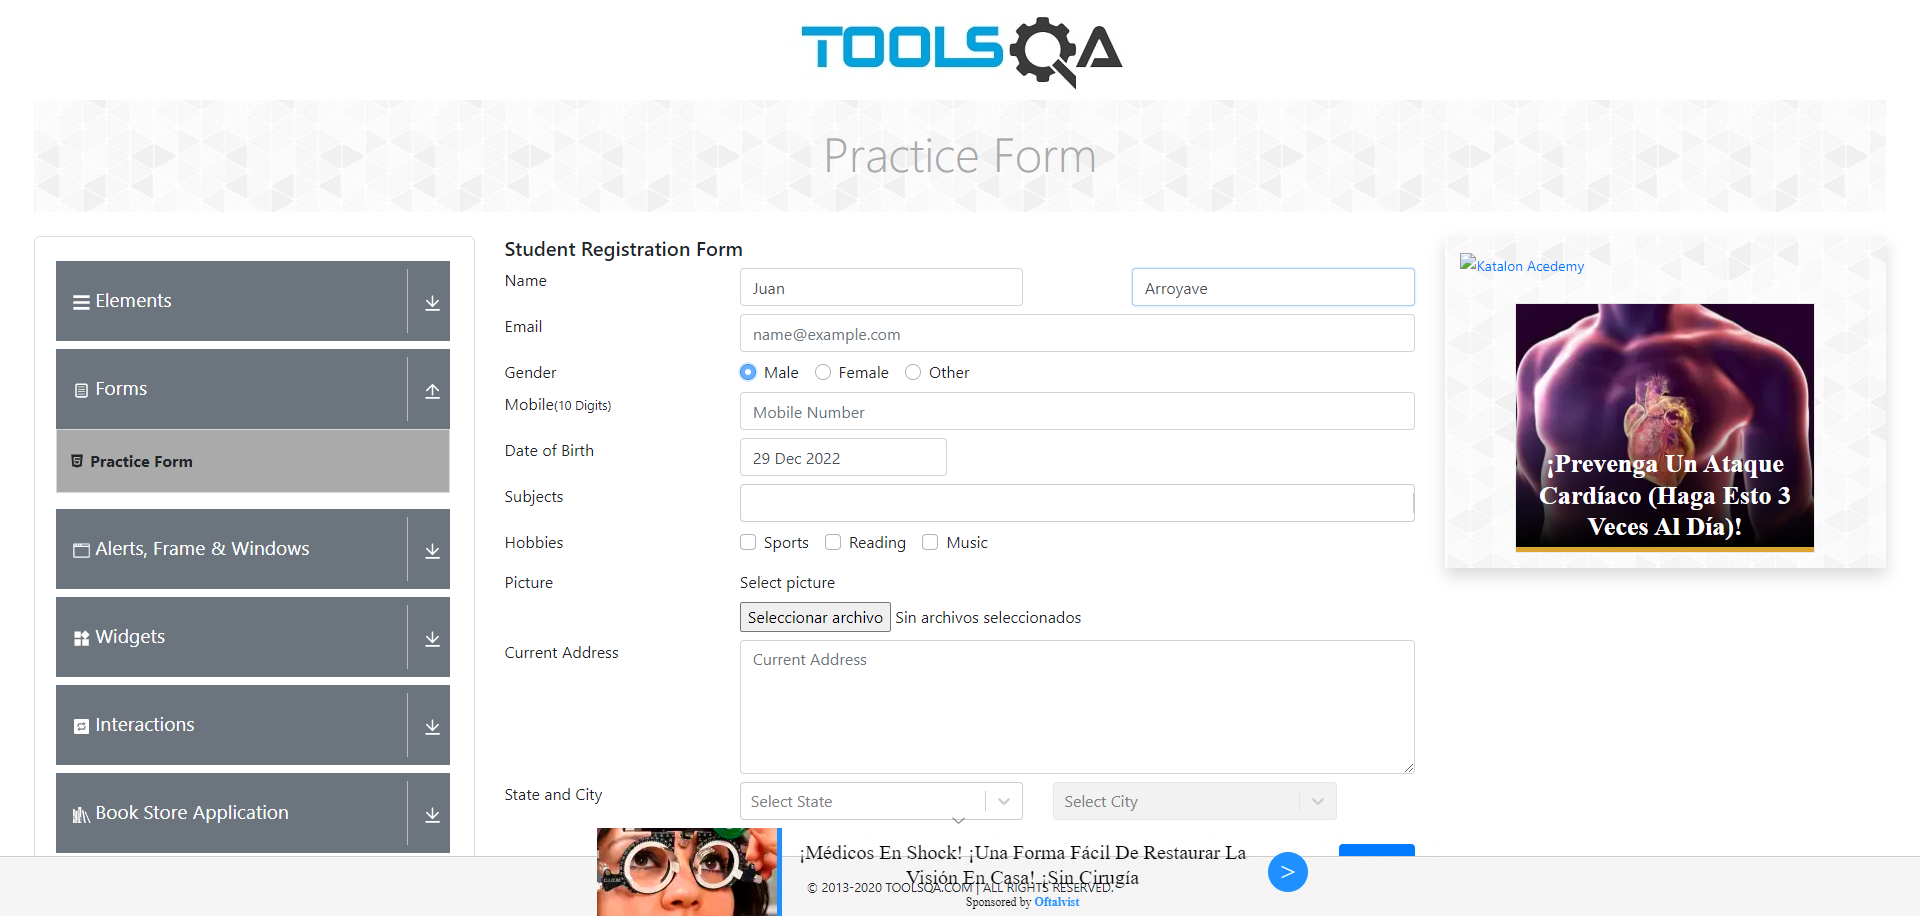 TOOLSQA
Practice Form
Elements
Forms
Practice Form
Alerts, Frame & Windows
Widgets
Interactions
Book Store Application
Student Registration Form
Name
Juan
Arroyave
Email
name@example.com
Gender
Male
Female
Other
Mobile(10 Digits)
Mobile Number
Date of Birth
29 Dec 2022
Subjects
Hobbies
Sports
Reading
Music
Picture
Select picture
Seleccionar archivo Sin archivos seleccionados
Current Address
Current Address
State and City
Select State
Select City
Katalon Acedemy
¡Prevenga Un Ataque
Cardíaco (Haga Esto 3
Veces Al Día)!
¡Médicos En Shock! ¡Una Forma Fácil De Restaurar La
Visión En Casa! ¡Sin Cirugía
© 2013-2020 TOOLSQA.COM | ALL RIGHTS RESERVED.
Sponsored by Oftalvist